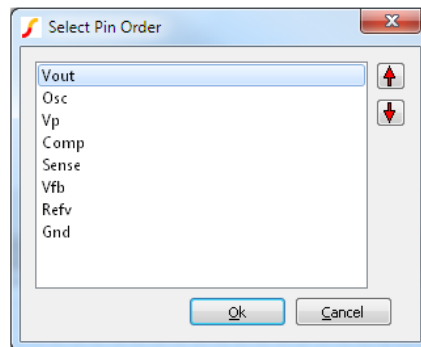 Select Pin Order
Vout
Osc
Vp
Comp
Sense
Vfb
Refv
Gnd
Ok
Cancel